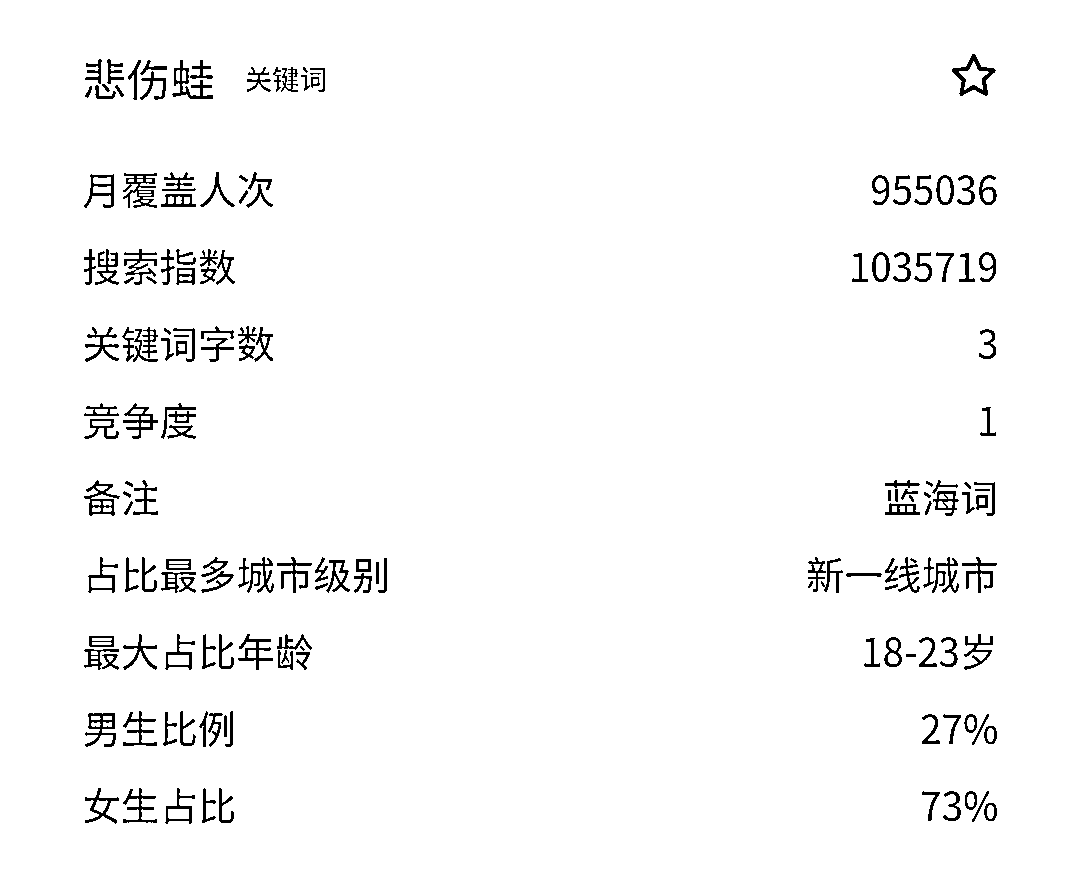 悲伤蛙 关键词
月覆盖人次 955036
搜索指数 1035719
关键词字数 3
竞争度 1
备注 蓝海词
占比最多城市级别 新一线城市
最大占比年龄 18-23岁
男生比例 27%
女生占比 73%